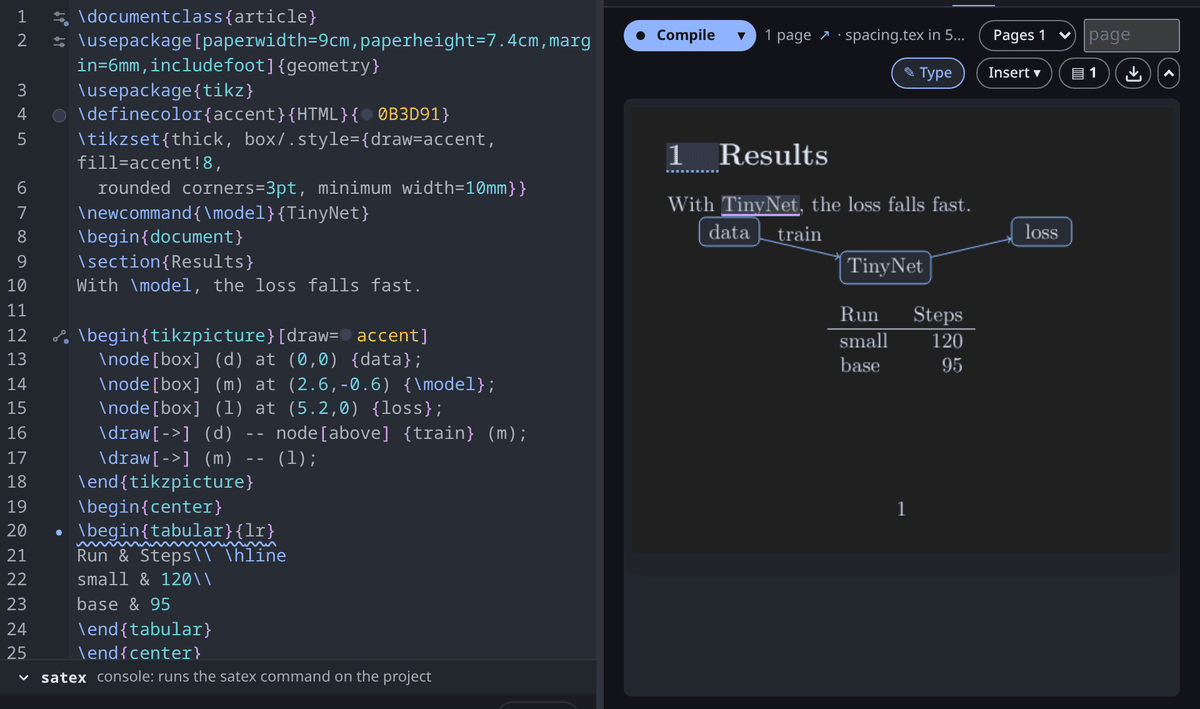 1 \documentclass{article}
2 \usepackage[paperwidth=9cm,paperheight=7.4cm,marg
in=6mm,includefoot]{geometry}
3 \usepackage{tikz}
4 \definecolor{accent}{HTML}{0B3D91}
5 \tikzset{thick, box/.style={draw=accent,
fill=accent!8,
6 rounded corners=3pt, minimum width=10mm}}
7 \newcommand{\model}{TinyNet}
8 \begin{document}
9 \section{Results}
10 With \model, the loss falls fast.
11
12 \begin{tikzpicture}[draw=accent]
13 \node[box] (d) at (0,0) {data};
14 \node[box] (m) at (2.6,-0.6) {\model};
15 \node[box] (l) at (5.2,0) {loss};
16 \draw[->] (d) -- node[above] {train} (m);
17 \draw[->] (m) -- (l);
18 \end{tikzpicture}
19 \begin{center}
20 \begin{tabular}{lr}
21 Run & Steps\\ \hline
22 small & 120\\
23 base & 95
24 \end{tabular}
25 \end{center}
satex console: runs the satex command on the project
Compile 1 page ↗ · spacing.tex in 5... Pages 1 page
Type Insert 1
1 Results
With TinyNet, the loss falls fast.
data train loss
TinyNet
Run Steps
small 120
base 95
1